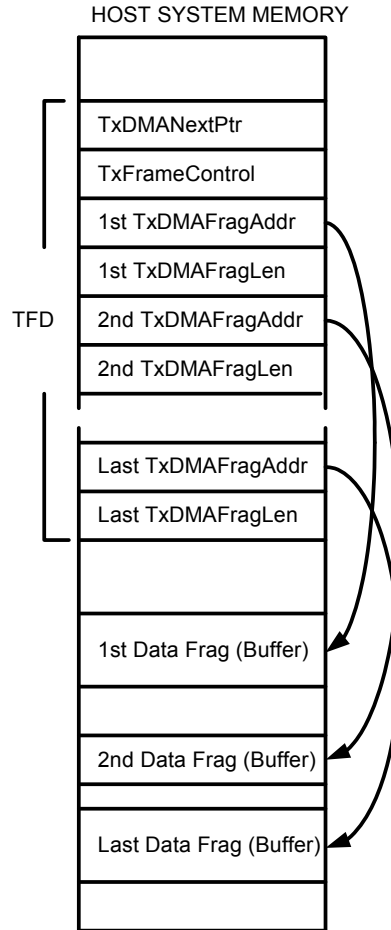 HOST SYSTEM MEMORY
TxDMANextPtr
TxFrameControl
1st TxDMAFragAddr
1st TxDMAFragLen
TFD
2nd TxDMAFragAddr
2nd TxDMAFragLen
Last TxDMAFragAddr
Last TxDMAFragLen
1st Data Frag (Buffer)
2nd Data Frag (Buffer)
Last Data Frag (Buffer)